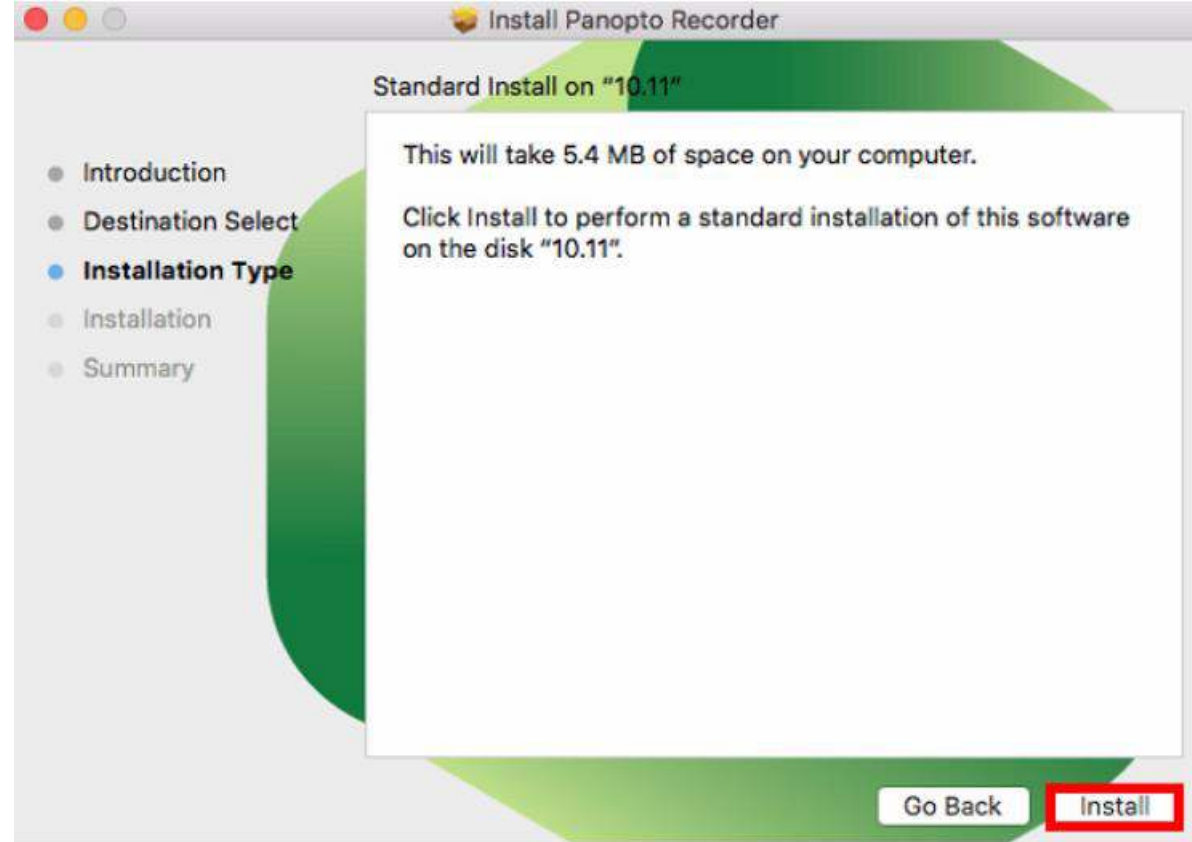 Install Panopto Recorder
Standard Install on "10.11"
Introduction
Destination Select
Installation Type
Installation
Summary
This will take 5.4 MB of space on your computer.
Click Install to perform a standard installation of this software
on the disk "10.11".
Go Back
Install